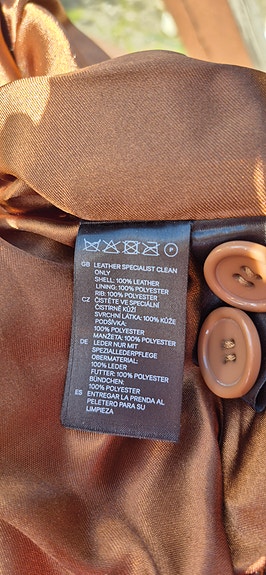 P
GB LEATHER SPECIALIST CLEAN
ONLY
SHELL: 100% LEATHER
LINING: 100% POLYESTER
RIB: 100% POLYESTER
CZ ČISTĚTE VE SPECIÁLNÍ
ČISTÍRNĚ KŮŽÍ
SVRCHNÍ LÁTKA: 100% KŮŽE
PODŠÍVKA:
100% POLYESTER
MANŽETA: 100% POLYESTER
DE LEDER NUR MIT
SPEZIALLEDERPFLEGE
OBERMATERIAL:
100% LEDER
FUTTER: 100% POLYESTER
BÜNDCHEN:
100% POLYESTER
ES ENTREGAR LA PRENDA AL
PELETERO PARA SU
LIMPIEZA